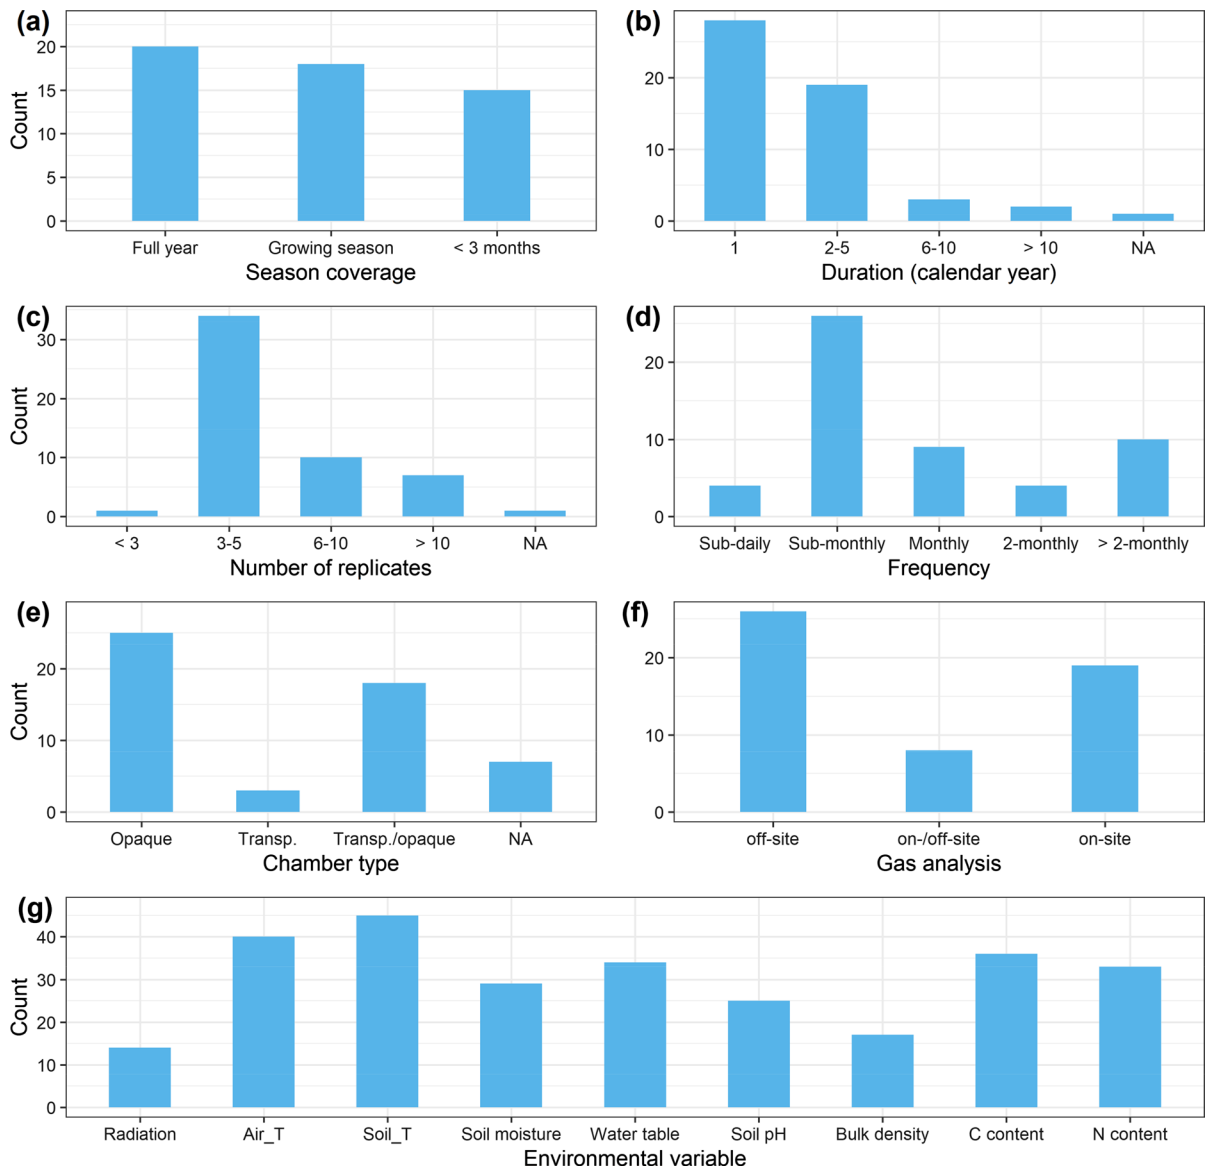 (a)
Count
20
15
10
5
0
Full year Growing season < 3 months
Season coverage
(b)
20
10
0
1 2-5 6-10 > 10 NA
Duration (calendar year)
(c)
Count
30
20
10
0
< 3 3-5 6-10 > 10 NA
Number of replicates
(d)
20
10
0
Sub-daily Sub-monthly Monthly 2-monthly > 2-monthly
Frequency
(e)
Count
20
10
0
Opaque Transp. Transp./opaque NA
Chamber type
(f)
20
10
0
off-site on-/off-site on-site
Gas analysis
(g)
Count
40
30
20
10
0
Radiation Air_T Soil_T Soil moisture Water table Soil pH Bulk density C content N content
Environmental variable